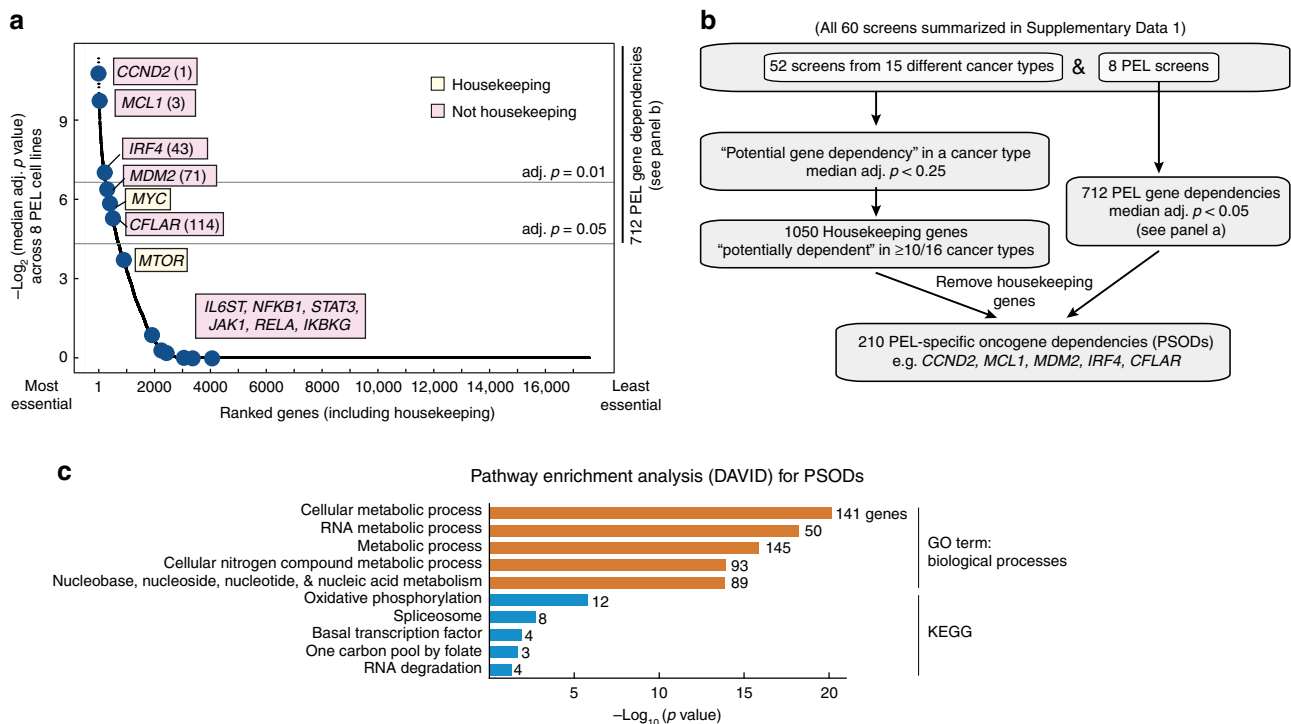 a
−Log₂ (median adj. p value)
across 8 PEL cell lines
9
6
3
0
CCND2 (1)
MCL1 (3)
IRF4 (43)
MDM2 (71)
MYC
CFLAR (114)
MTOR
IL6ST, NFKB1, STAT3,
JAK1, RELA, IKBKG
Housekeeping
Not housekeeping
adj. p = 0.01
adj. p = 0.05
712 PEL gene dependencies
(see panel b)
Most
essential
1
2000
4000
6000
8000
10,000
12,000
14,000
16,000
Least
essential
Ranked genes (including housekeeping)
b
(All 60 screens summarized in Supplementary Data 1)
52 screens from 15 different cancer types
&
8 PEL screens
“Potential gene dependency” in a cancer type
median adj. p < 0.25
1050 Housekeeping genes
“potentially dependent” in ≥10/16 cancer types
712 PEL gene dependencies
median adj. p < 0.05
(see panel a)
Remove housekeeping
genes
210 PEL-specific oncogene dependencies (PSODs)
e.g. CCND2, MCL1, MDM2, IRF4, CFLAR
c
Pathway enrichment analysis (DAVID) for PSODs
Cellular metabolic process 141 genes
RNA metabolic process 50
Metabolic process 145
Cellular nitrogen compound metabolic process 93
Nucleobase, nucleoside, nucleotide, & nucleic acid metabolism 89
Oxidative phosphorylation 12
Spliceosome 8
Basal transcription factor 4
One carbon pool by folate 3
RNA degradation 4
GO term:
biological processes
KEGG
5
10
15
20
−Log₁₀ (p value)